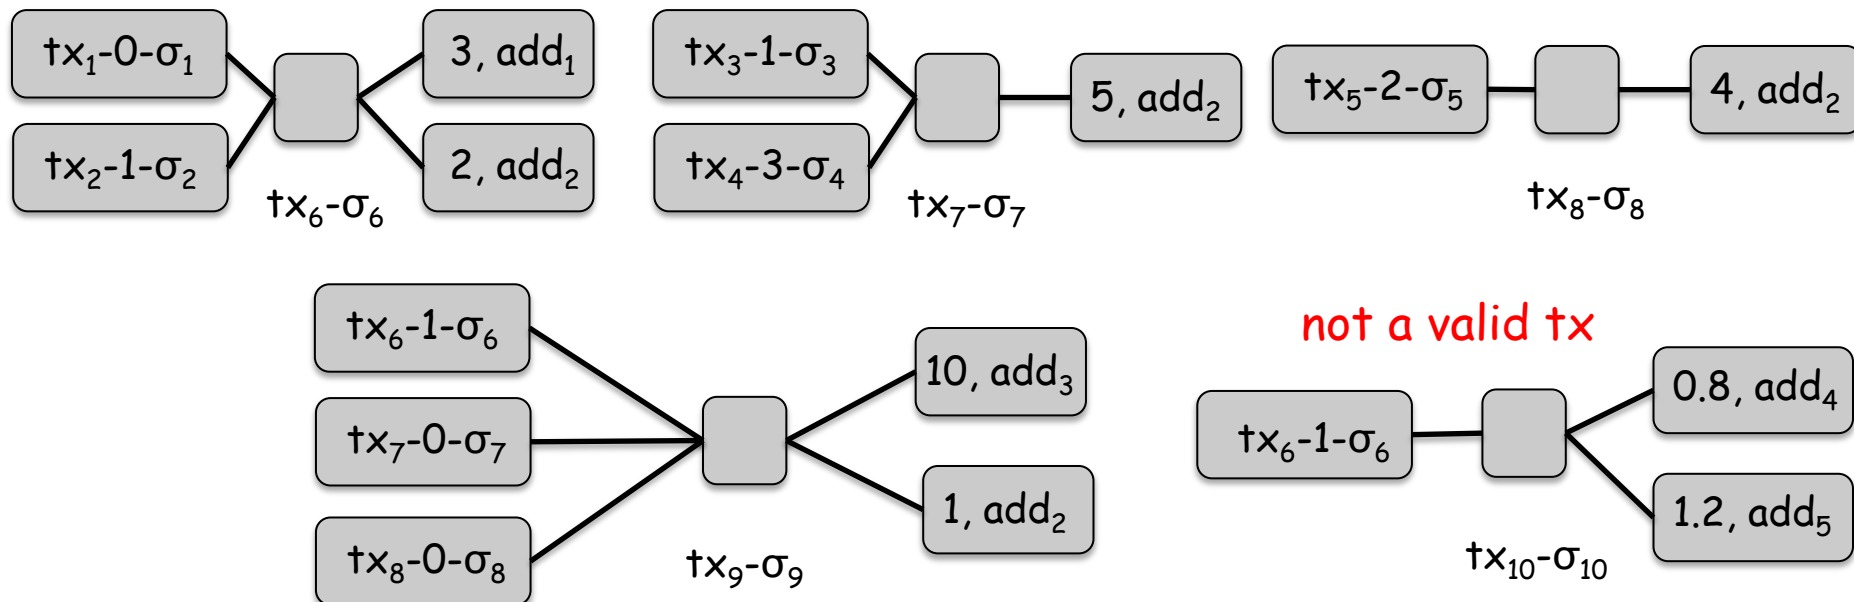 tx₁-0-σ₁
tx₂-1-σ₂
3, add₁
2, add₂
tx₆-σ₆
tx₃-1-σ₃
tx₄-3-σ₄
5, add₂
tx₇-σ₇
tx₅-2-σ₅
4, add₂
tx₈-σ₈
tx₆-1-σ₆
tx₇-0-σ₇
tx₈-0-σ₈
10, add₃
1, add₂
tx₉-σ₉
not a valid tx
tx₆-1-σ₆
0.8, add₄
1.2, add₅
tx₁₀-σ₁₀